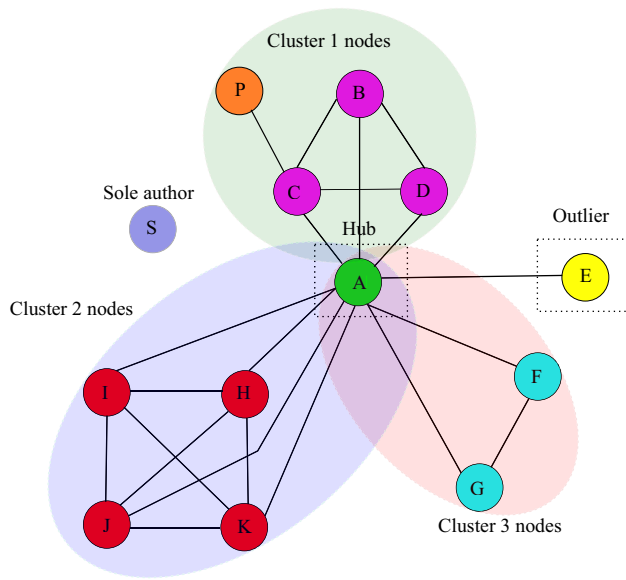 Cluster 1 nodes
P
B
C
D
Sole author
S
Hub
Outlier
A
E
Cluster 2 nodes
I
H
F
G
J
K
Cluster 3 nodes